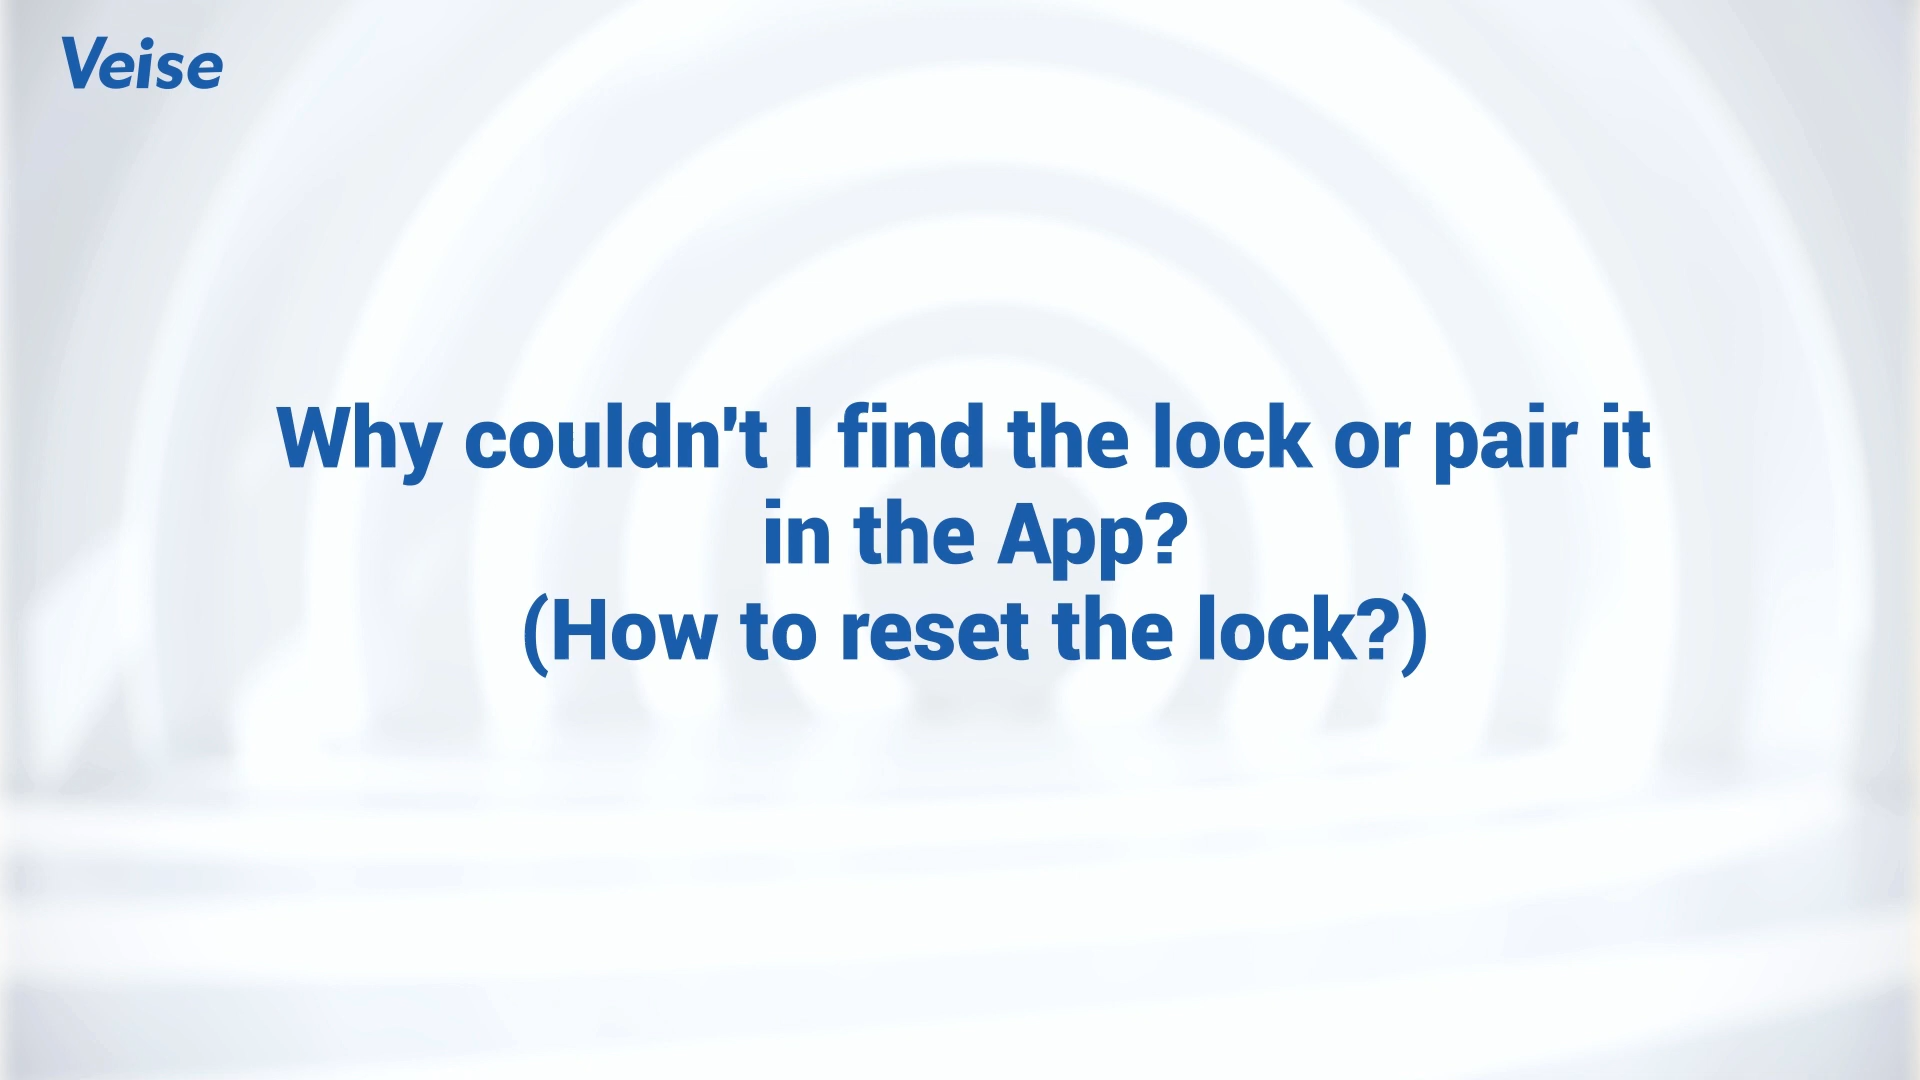 Veise
Why couldn't I find the lock or pair it
in the App?
(How to reset the lock?)